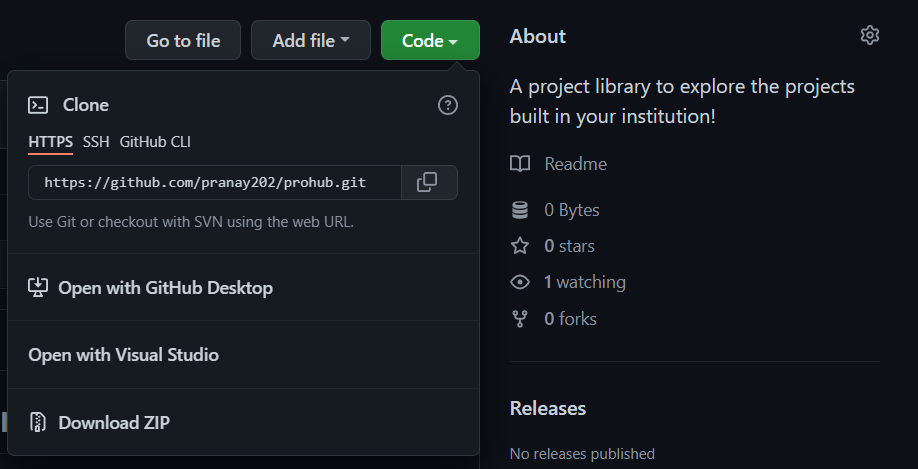 Go to file
Add file
Code
Clone
HTTPS SSH GitHub CLI
https://github.com/pranay202/prohub.git
Use Git or checkout with SVN using the web URL.
Open with GitHub Desktop
Open with Visual Studio
Download ZIP
About
A project library to explore the projects
built in your institution!
Readme
0 Bytes
0 stars
1 watching
0 forks
Releases
No releases published